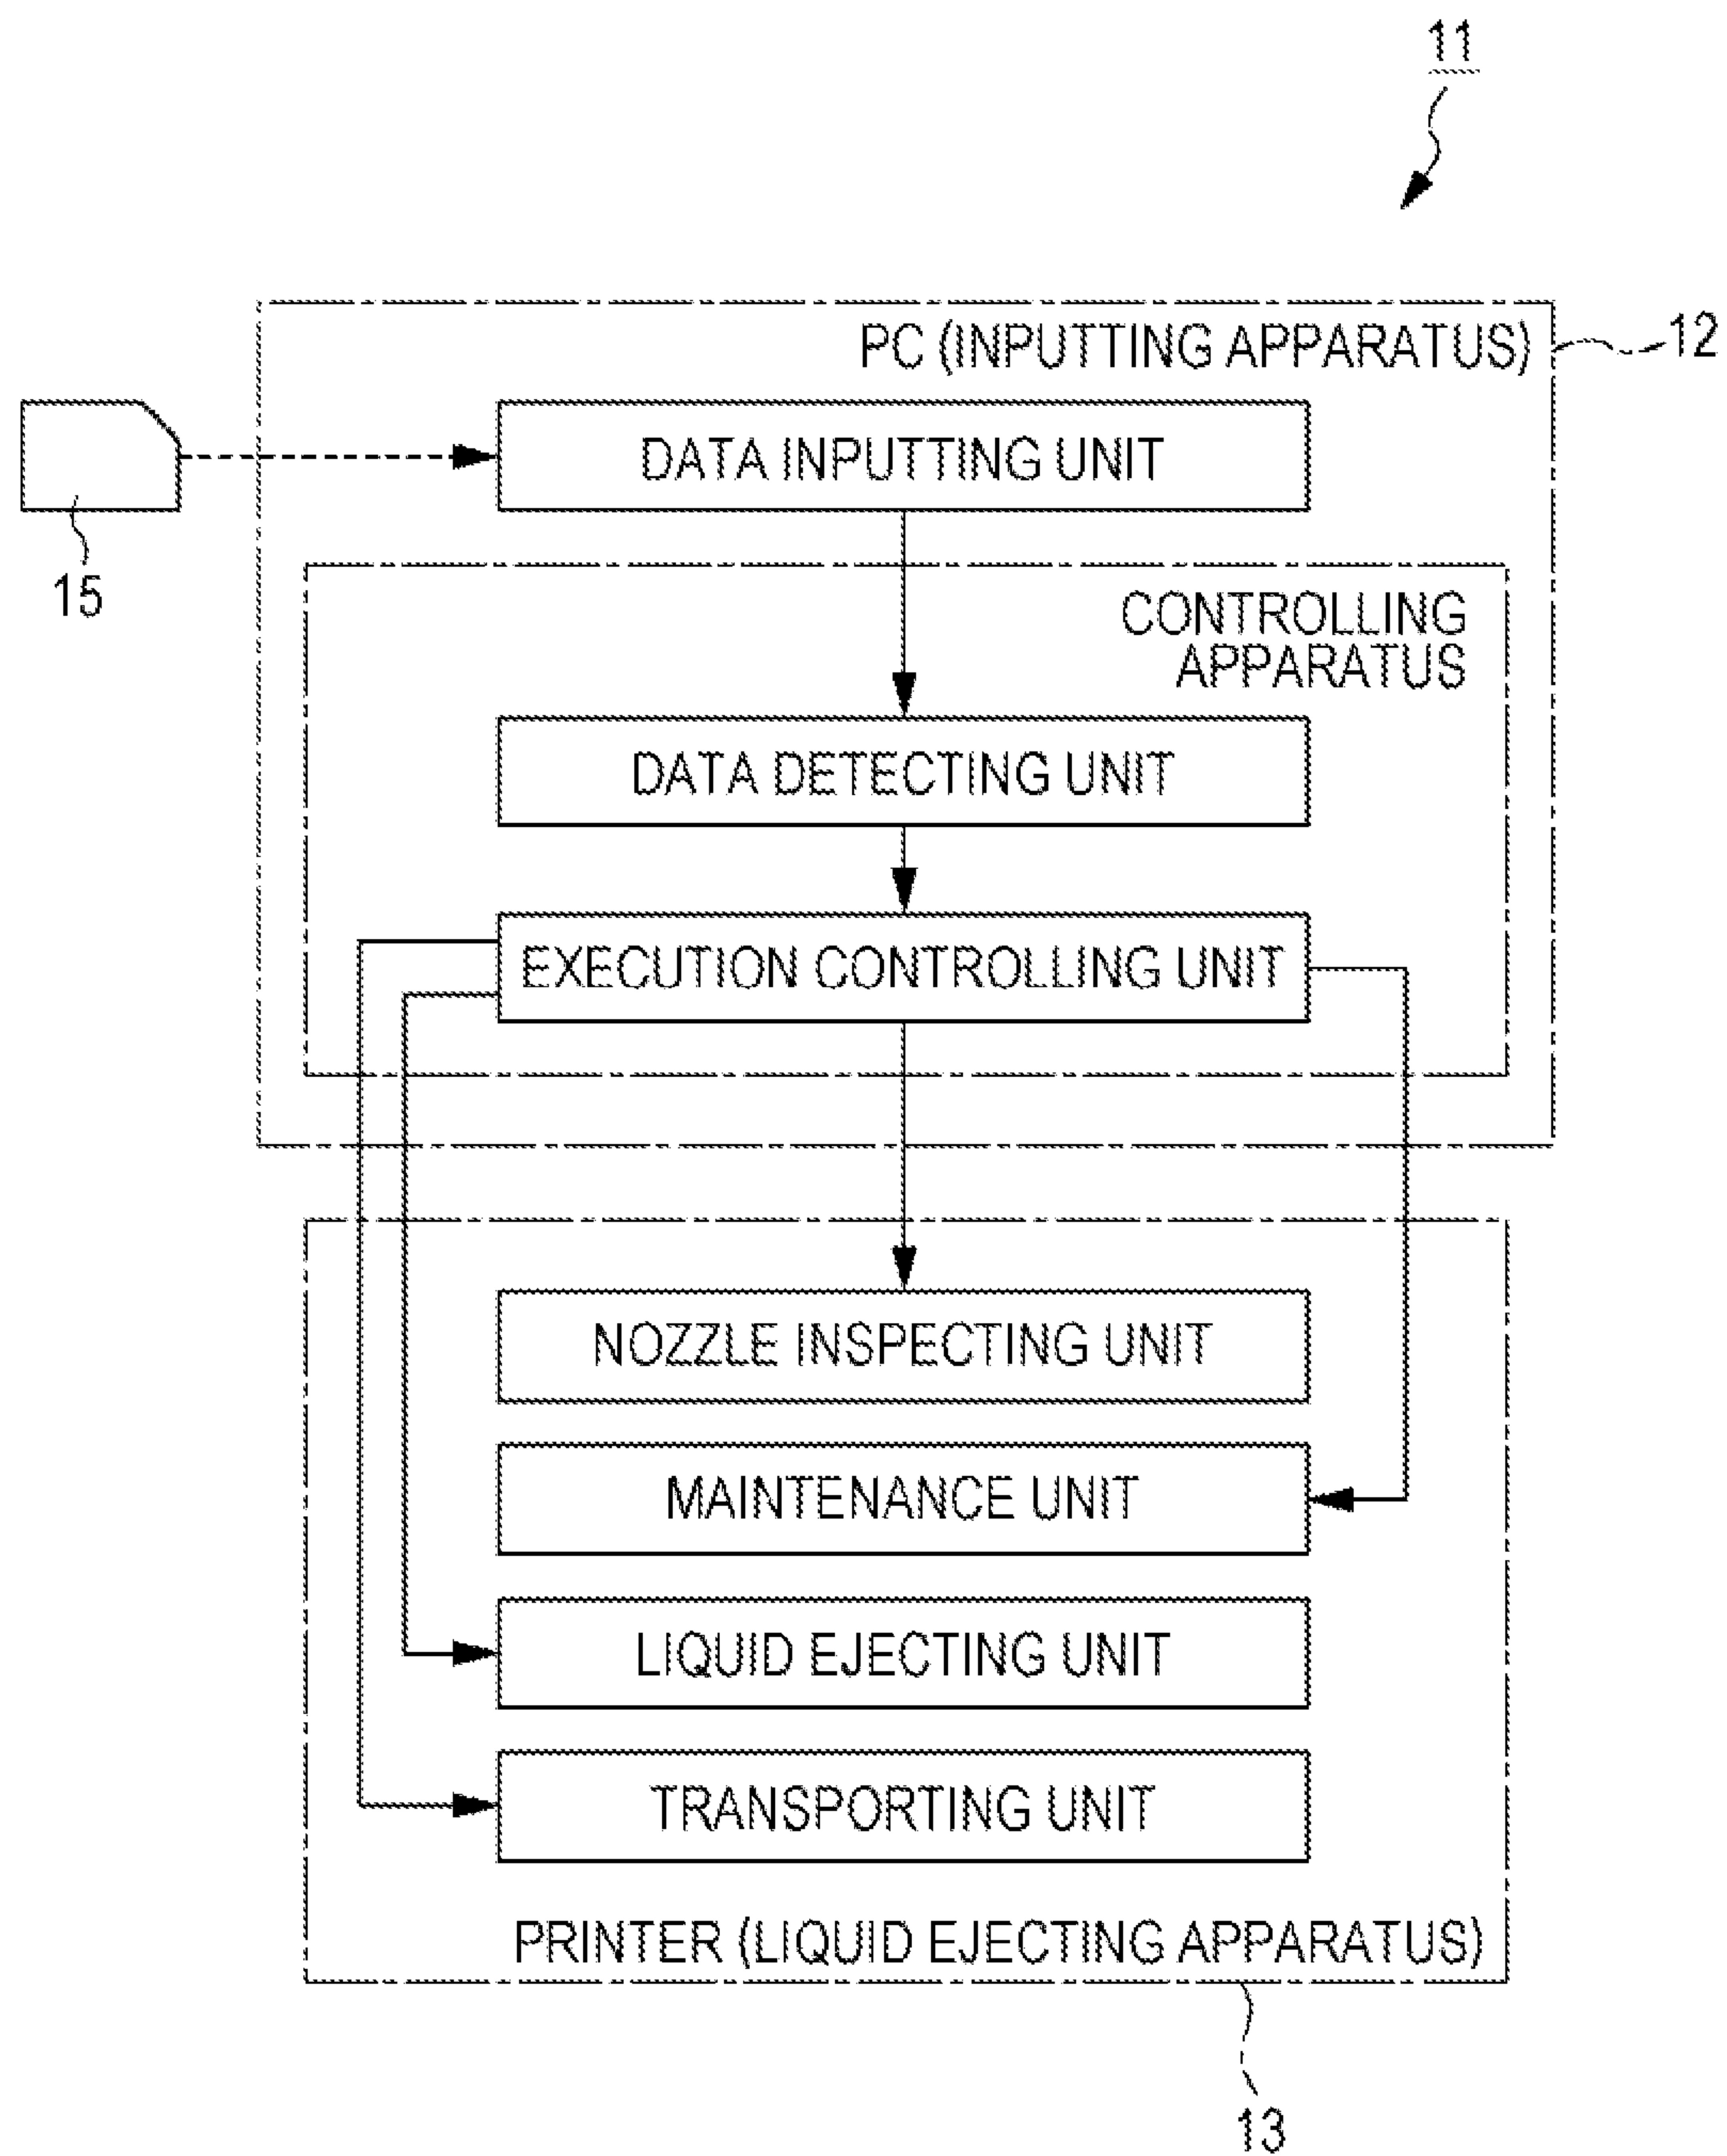 11
PC (INPUTTING APPARATUS)
12
DATA INPUTTING UNIT
15
CONTROLLING
APPARATUS
DATA DETECTING UNIT
EXECUTION CONTROLLING UNIT
NOZZLE INSPECTING UNIT
MAINTENANCE UNIT
LIQUID EJECTING UNIT
TRANSPORTING UNIT
PRINTER (LIQUID EJECTING APPARATUS)
13